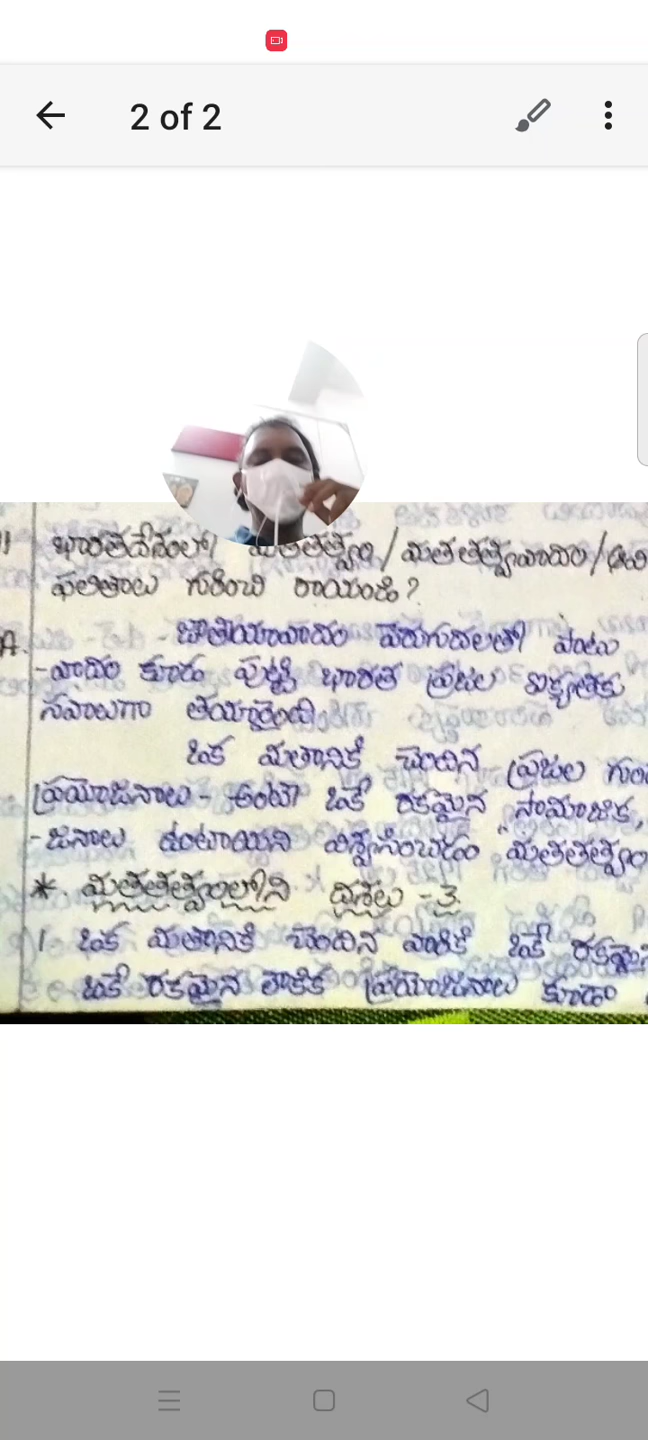 2 of 2
11 భారతదేశంలో మతతత్వం/మతతత్వవాదం/
ఫలితాలు గురించి రాయండి?
A. జాతీయవాదం పెరుగుదలతో పాటు
-వాదం కూడా పుట్టి భారత ప్రజల ఐక్యతకు
సవాలుగా తయారైంది.
ఒక మతానికి చెందిన ప్రజల
ప్రయోజనాలు- అంటూ ఒకే రకమైన సామాజిక,
-జనాలు ఉంటాయని విశ్వసించడం మతతత్వం
*. మతతత్వంల్లోని దశలు -3.
1. ఒక మతానికి చెందిన వారికి ఒకే
ఒకే రకమైన లౌకిక ప్రయోజనాలు కూడా